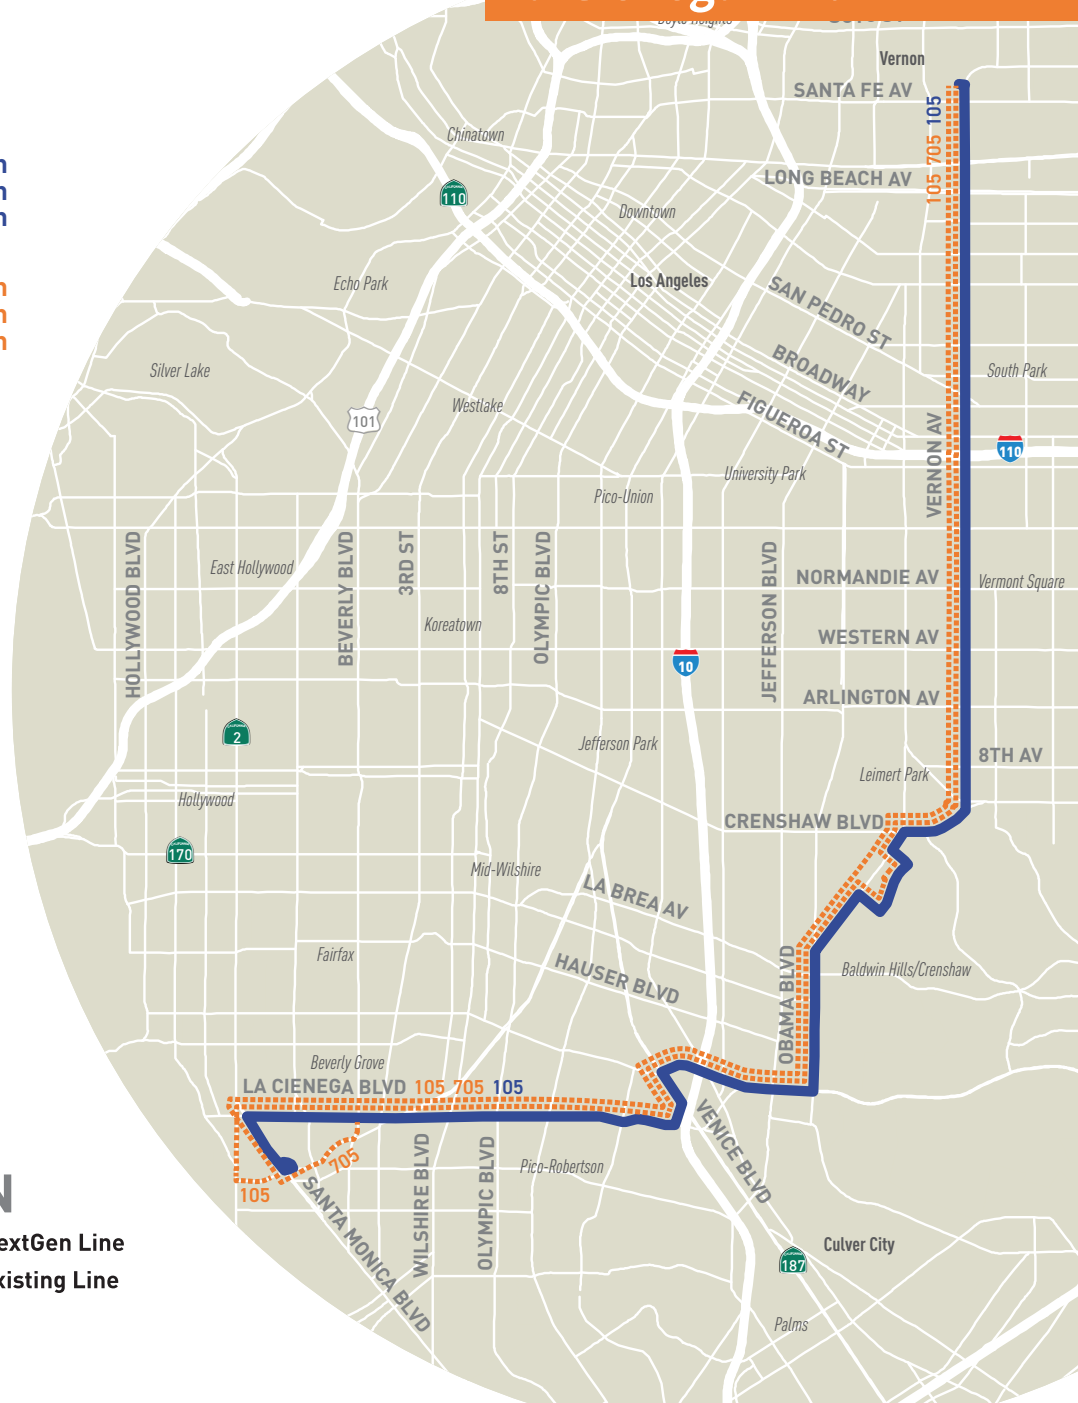 Vernon
SANTA FE AV
105
705
105
LONG BEACH AV
Chinatown
110
Downtown
Echo Park
Los Angeles
SAN PEDRO ST
BROADWAY
FIGUEROA ST
Silver Lake
South Park
Westlake
101
VERNON AV
110
University Park
Pico-Union
HOLLYWOOD BLVD
East Hollywood
BEVERLY BLVD
3RD ST
8TH ST
OLYMPIC BLVD
JEFFERSON BLVD
NORMANDIE AV
Vermont Square
Koreatown
WESTERN AV
10
ARLINGTON AV
2
Jefferson Park
8TH AV
Leimert Park
Hollywood
CRENSHAW BLVD
170
Mid-Wilshire
LA BREA AV
Fairfax
HAUSER BLVD
OBAMA BLVD
Baldwin Hills/Crenshaw
Beverly Grove
LA CIENEGA BLVD 105 705 105
VENICE BLVD
705
105
SANTA MONICA BLVD
WILSHIRE BLVD
OLYMPIC BLVD
Pico-Robertson
extGen Line
xisting Line
Culver City
187
Palms